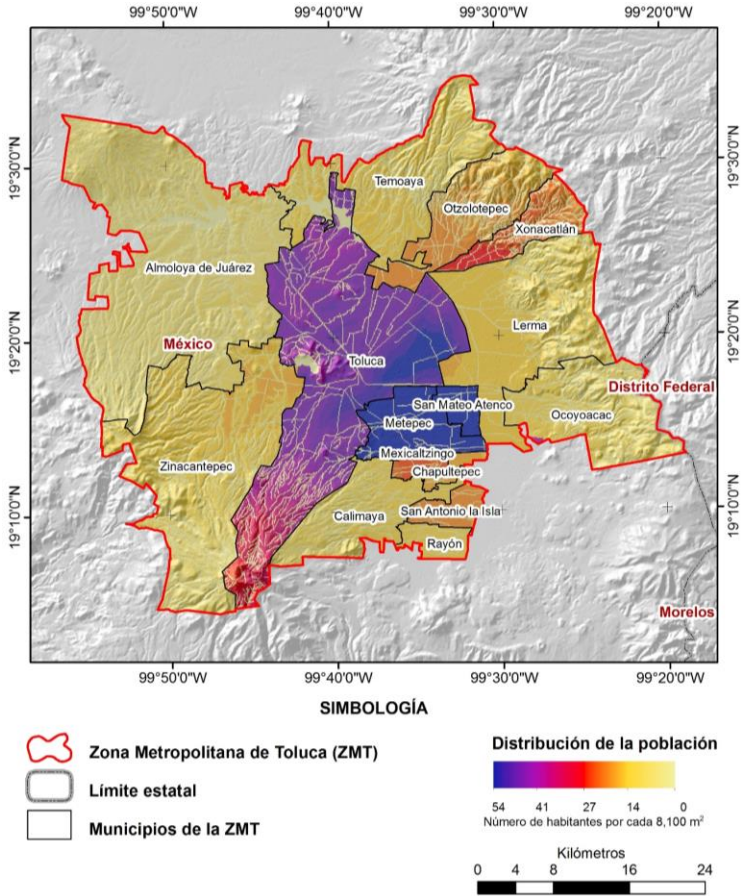 99°50'0"W 99°40'0"W 99°30'0"W 99°20'0"W
19°30'0"N
19°20'0"N
19°10'0"N
19°30'0"N
19°20'0"N
19°10'0"N
Temoaya
Otzolotepec
Xonacatlán
Almoloya de Juárez
Lerma
México
Toluca
Distrito Federal
San Mateo Atenco
Ocoyoacac
Metepec
Mexicaltzingo
Zinacantepec
Chapultepec
San Antonio la Isla
Calimaya
Rayón
Morelos
99°50'0"W 99°40'0"W 99°30'0"W 99°20'0"W
SIMBOLOGÍA
Zona Metropolitana de Toluca (ZMT)
Límite estatal
Municipios de la ZMT
Distribución de la población
54 41 27 14 0
Número de habitantes por cada 8,100 m²
Kilómetros
0 4 8 16 24